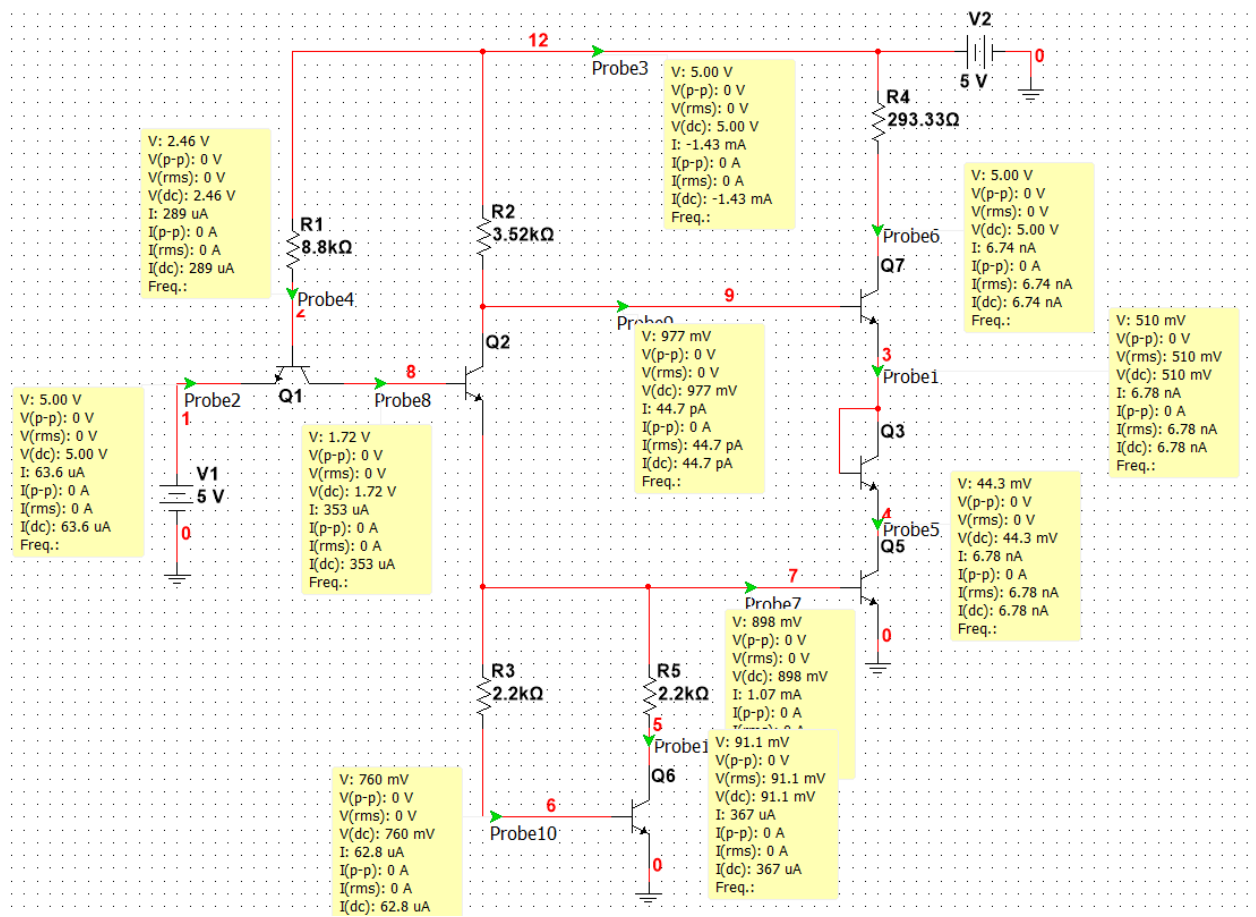 12
V2
0
5 V
Probe3
V: 5.00 V
V(p-p): 0 V
V(rms): 0 V
V(dc): 5.00 V
I: -1.43 mA
I(p-p): 0 A
I(rms): 0 A
I(dc): -1.43 mA
Freq.:
R4
293.33Ω
V: 2.46 V
V(p-p): 0 V
V(rms): 0 V
V(dc): 2.46 V
I: 289 uA
I(p-p): 0 A
I(rms): 0 A
I(dc): 289 uA
Freq.:
R1
8.8kΩ
R2
3.52kΩ
V: 5.00 V
V(p-p): 0 V
V(rms): 0 V
V(dc): 5.00 V
I: 6.74 nA
I(p-p): 0 A
I(rms): 6.74 nA
I(dc): 6.74 nA
Freq.:
Probe6
Q7
Probe4
2
9
V: 977 mV
V(p-p): 0 V
V(rms): 0 V
V(dc): 977 mV
I: 44.7 pA
I(p-p): 0 A
I(rms): 44.7 pA
I(dc): 44.7 pA
Freq.:
3
Probe1
V: 510 mV
V(p-p): 0 V
V(rms): 510 mV
V(dc): 510 mV
I: 6.78 nA
I(p-p): 0 A
I(rms): 6.78 nA
I(dc): 6.78 nA
Freq.:
Q2
Q1
8
Probe2
Probe8
1
V: 5.00 V
V(p-p): 0 V
V(rms): 0 V
V(dc): 5.00 V
I: 63.6 uA
I(p-p): 0 A
I(rms): 0 A
I(dc): 63.6 uA
Freq.:
V1
5 V
0
V: 1.72 V
V(p-p): 0 V
V(rms): 0 V
V(dc): 1.72 V
I: 353 uA
I(p-p): 0 A
I(rms): 0 A
I(dc): 353 uA
Freq.:
Q3
V: 44.3 mV
V(p-p): 0 V
V(rms): 0 V
V(dc): 44.3 mV
I: 6.78 nA
I(p-p): 0 A
I(rms): 6.78 nA
I(dc): 6.78 nA
Freq.:
4
Probe5
Q5
7
Probe7
0
V: 898 mV
V(p-p): 0 V
V(rms): 0 V
V(dc): 898 mV
I: 1.07 mA
I(p-p): 0 A
R3
2.2kΩ
R5
2.2kΩ
5
V: 91.1 mV
V(p-p): 0 V
V(rms): 91.1 mV
V(dc): 91.1 mV
I: 367 uA
I(p-p): 0 A
I(rms): 0 A
I(dc): 367 uA
Freq.:
Q6
V: 760 mV
V(p-p): 0 V
V(rms): 0 V
V(dc): 760 mV
I: 62.8 uA
I(p-p): 0 A
I(rms): 0 A
I(dc): 62.8 uA
6
Probe10
0